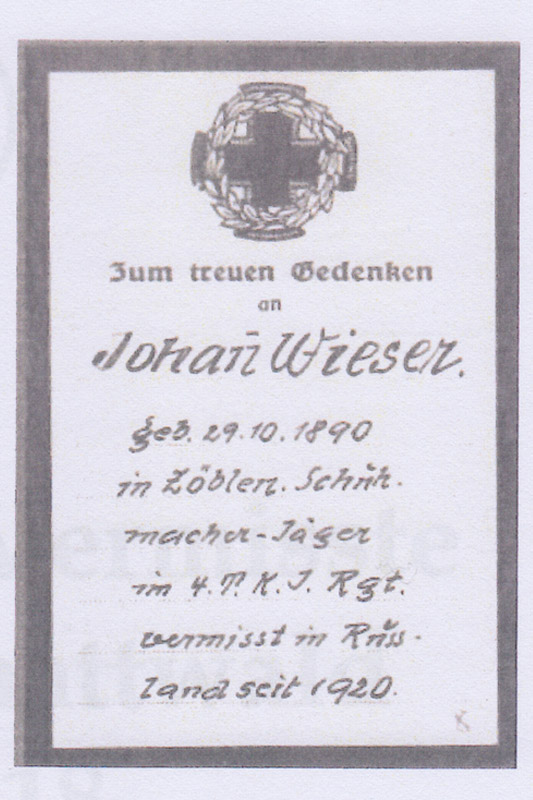 Zum treuen Gedenken
an
Johan̄ Wieser.
geb. 29.10.1890
in Zöblen. Schuh-
macher-Jäger
im 4. T. K. J. Rgt.
vermisst in Russ-
land seit 1920.